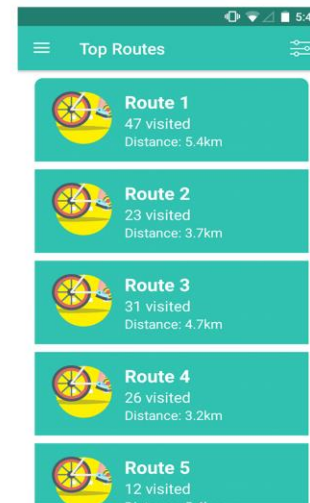 Top Routes
Route 1
47 visited
Distance: 5.4km
Route 2
23 visited
Distance: 3.7km
Route 3
31 visited
Distance: 4.7km
Route 4
26 visited
Distance: 3.2km
Route 5
12 visited